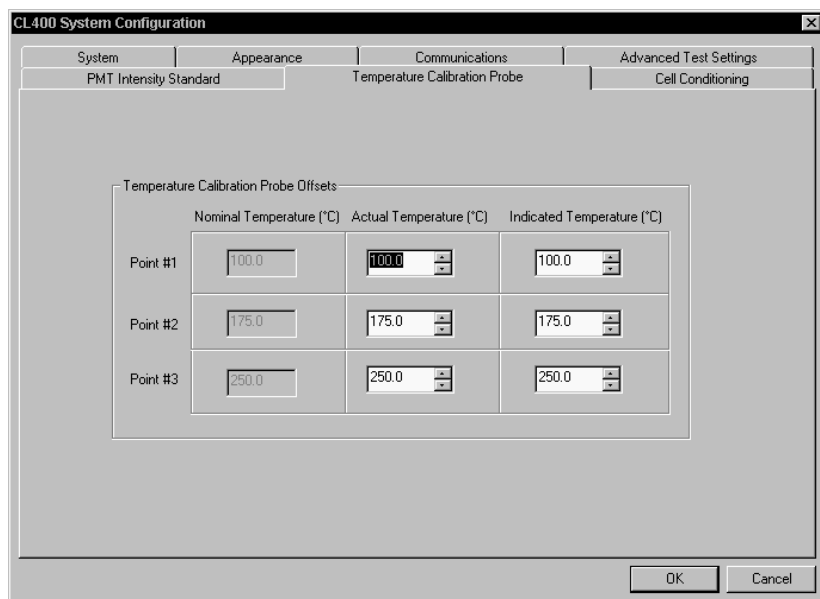 CL400 System Configuration
System Appearance Communications Advanced Test Settings
PMT Intensity Standard Temperature Calibration Probe Cell Conditioning
Temperature Calibration Probe Offsets
Nominal Temperature (°C) Actual Temperature (°C) Indicated Temperature (°C)
Point #1 100.0 100.0 100.0
Point #2 175.0 175.0 175.0
Point #3 250.0 250.0 250.0
OK Cancel